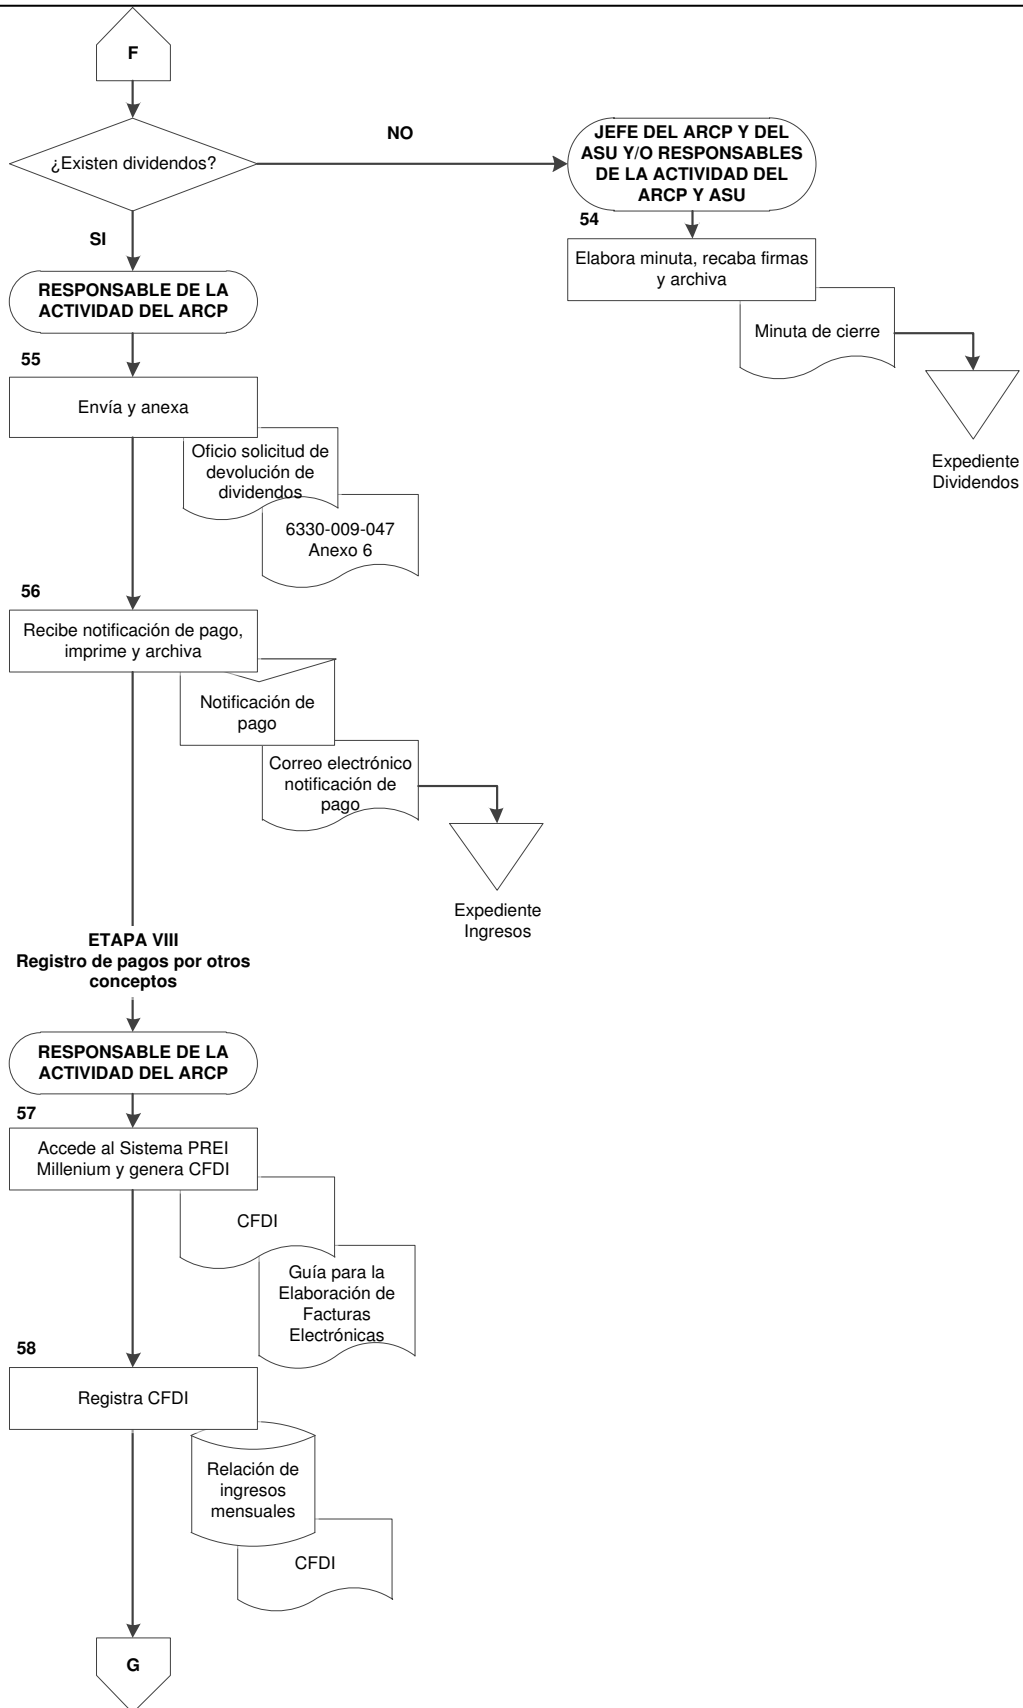 F
¿Existen dividendos?
NO
JEFE DEL ARCP Y DEL
ASU Y/O RESPONSABLES
DE LA ACTIVIDAD DEL
ARCP Y ASU
54
Elabora minuta, recaba firmas
y archiva
Minuta de cierre
Expediente
Dividendos
SI
RESPONSABLE DE LA
ACTIVIDAD DEL ARCP
55
Envía y anexa
Oficio solicitud de
devolución de
dividendos
6330-009-047
Anexo 6
56
Recibe notificación de pago,
imprime y archiva
Notificación de
pago
Correo electrónico
notificación de
pago
Expediente
Ingresos
ETAPA VIII
Registro de pagos por otros
conceptos
RESPONSABLE DE LA
ACTIVIDAD DEL ARCP
57
Accede al Sistema PREI
Millenium y genera CFDI
CFDI
Guía para la
Elaboración de
Facturas
Electrónicas
58
Registra CFDI
Relación de
ingresos
mensuales
CFDI
G